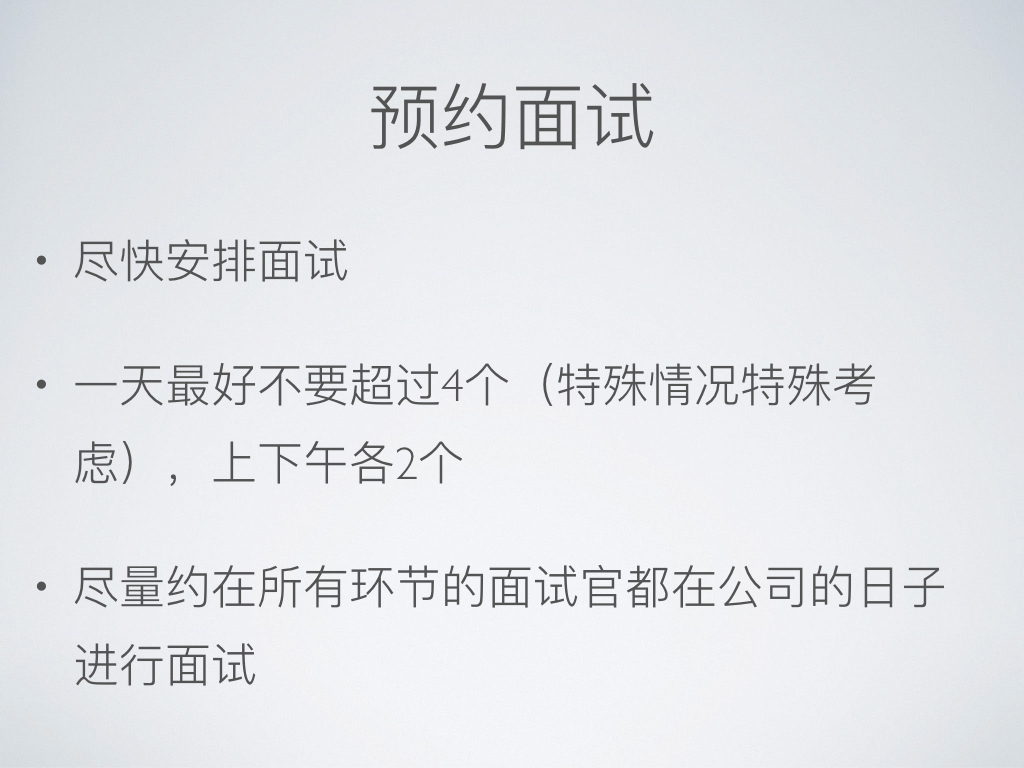 预约面试
• 尽快安排面试
• 一天最好不要超过4个（特殊情况特殊考
虑），上下午各2个
• 尽量约在所有环节的面试官都在公司的日子
进行面试